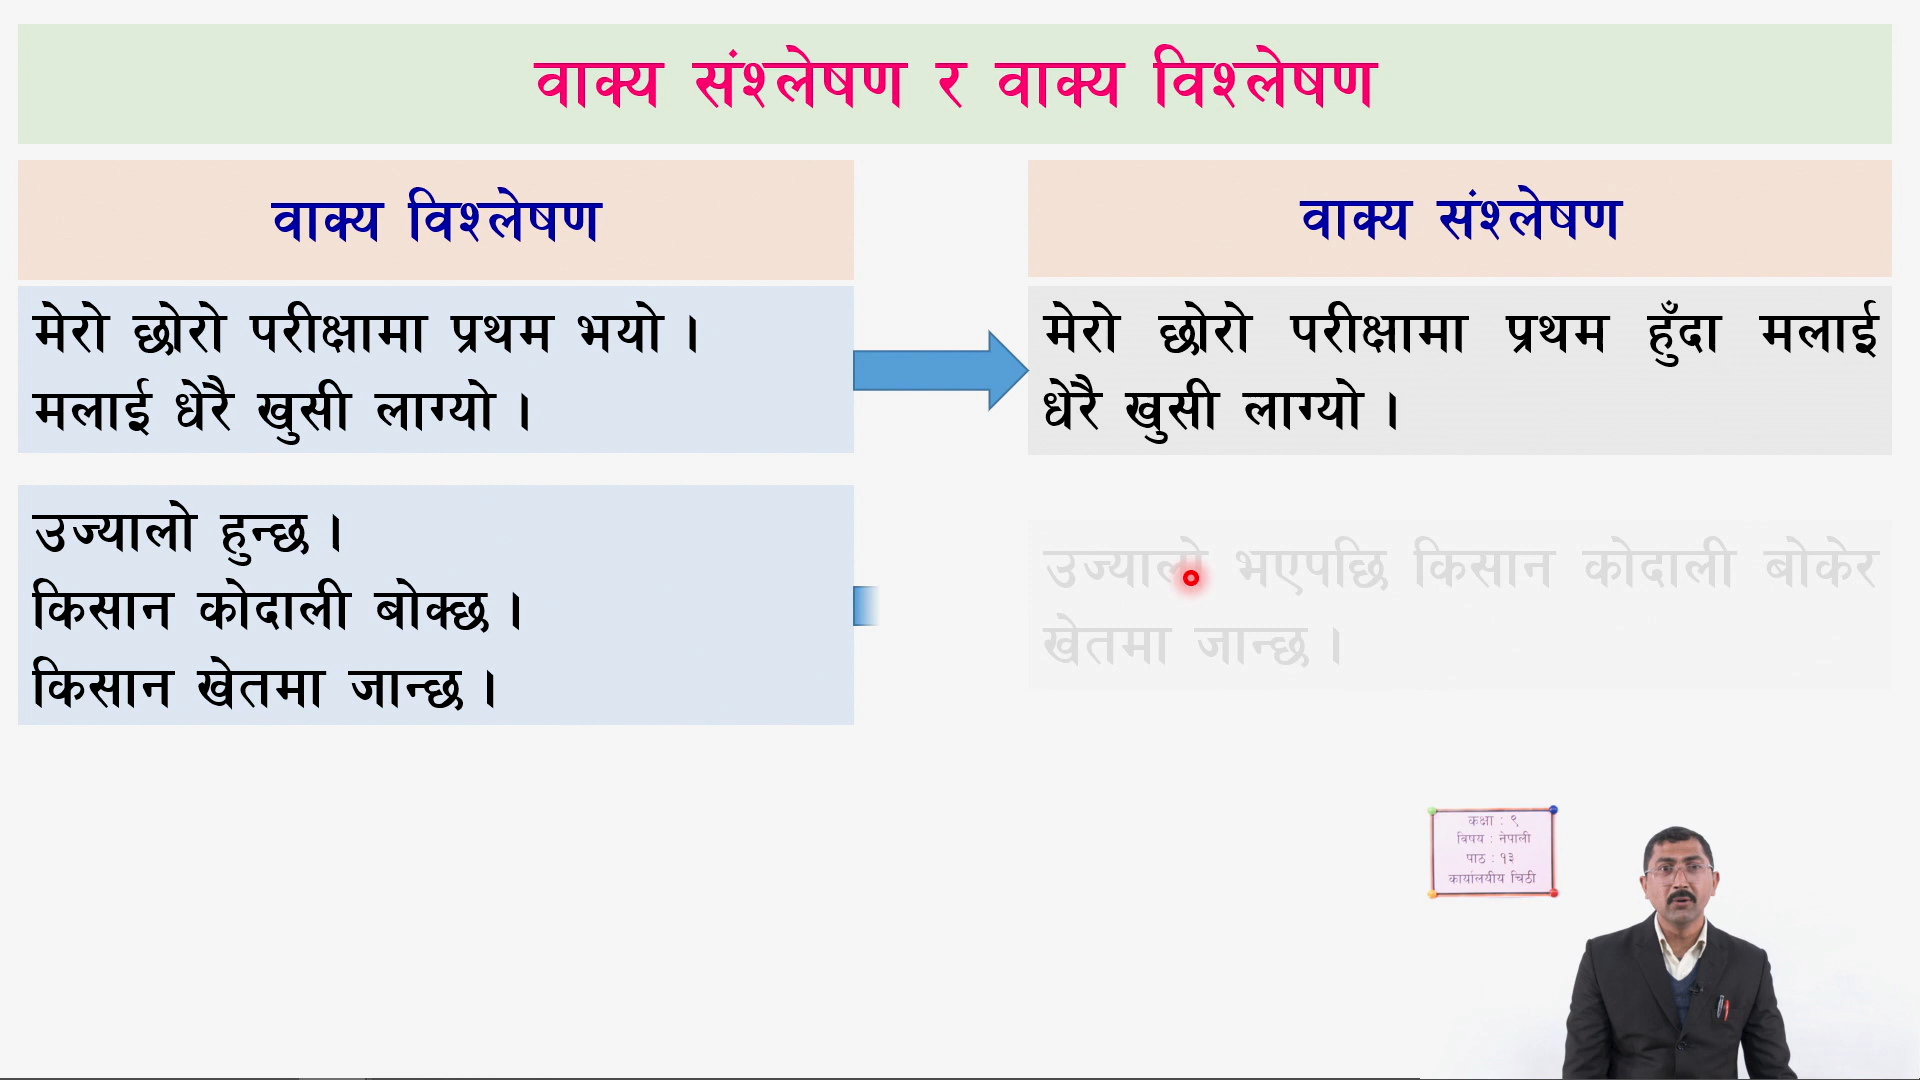 वाक्य संश्लेषण र वाक्य विश्लेषण
वाक्य विश्लेषण
मेरो छोरो परीक्षामा प्रथम भयो ।
मलाई धेरै खुसी लाग्यो ।
उज्यालो हुन्छ ।
किसान कोदाली बोक्छ ।
किसान खेतमा जान्छ ।
वाक्य संश्लेषण
मेरो छोरो परीक्षामा प्रथम हुँदा मलाई
धेरै खुसी लाग्यो ।
उज्यालो भएपछि किसान कोदाली बोकेर
खेतमा जान्छ ।
कक्षा : ९
विषय : नेपाली
पाठ : १३
कार्यालयीय चिठी